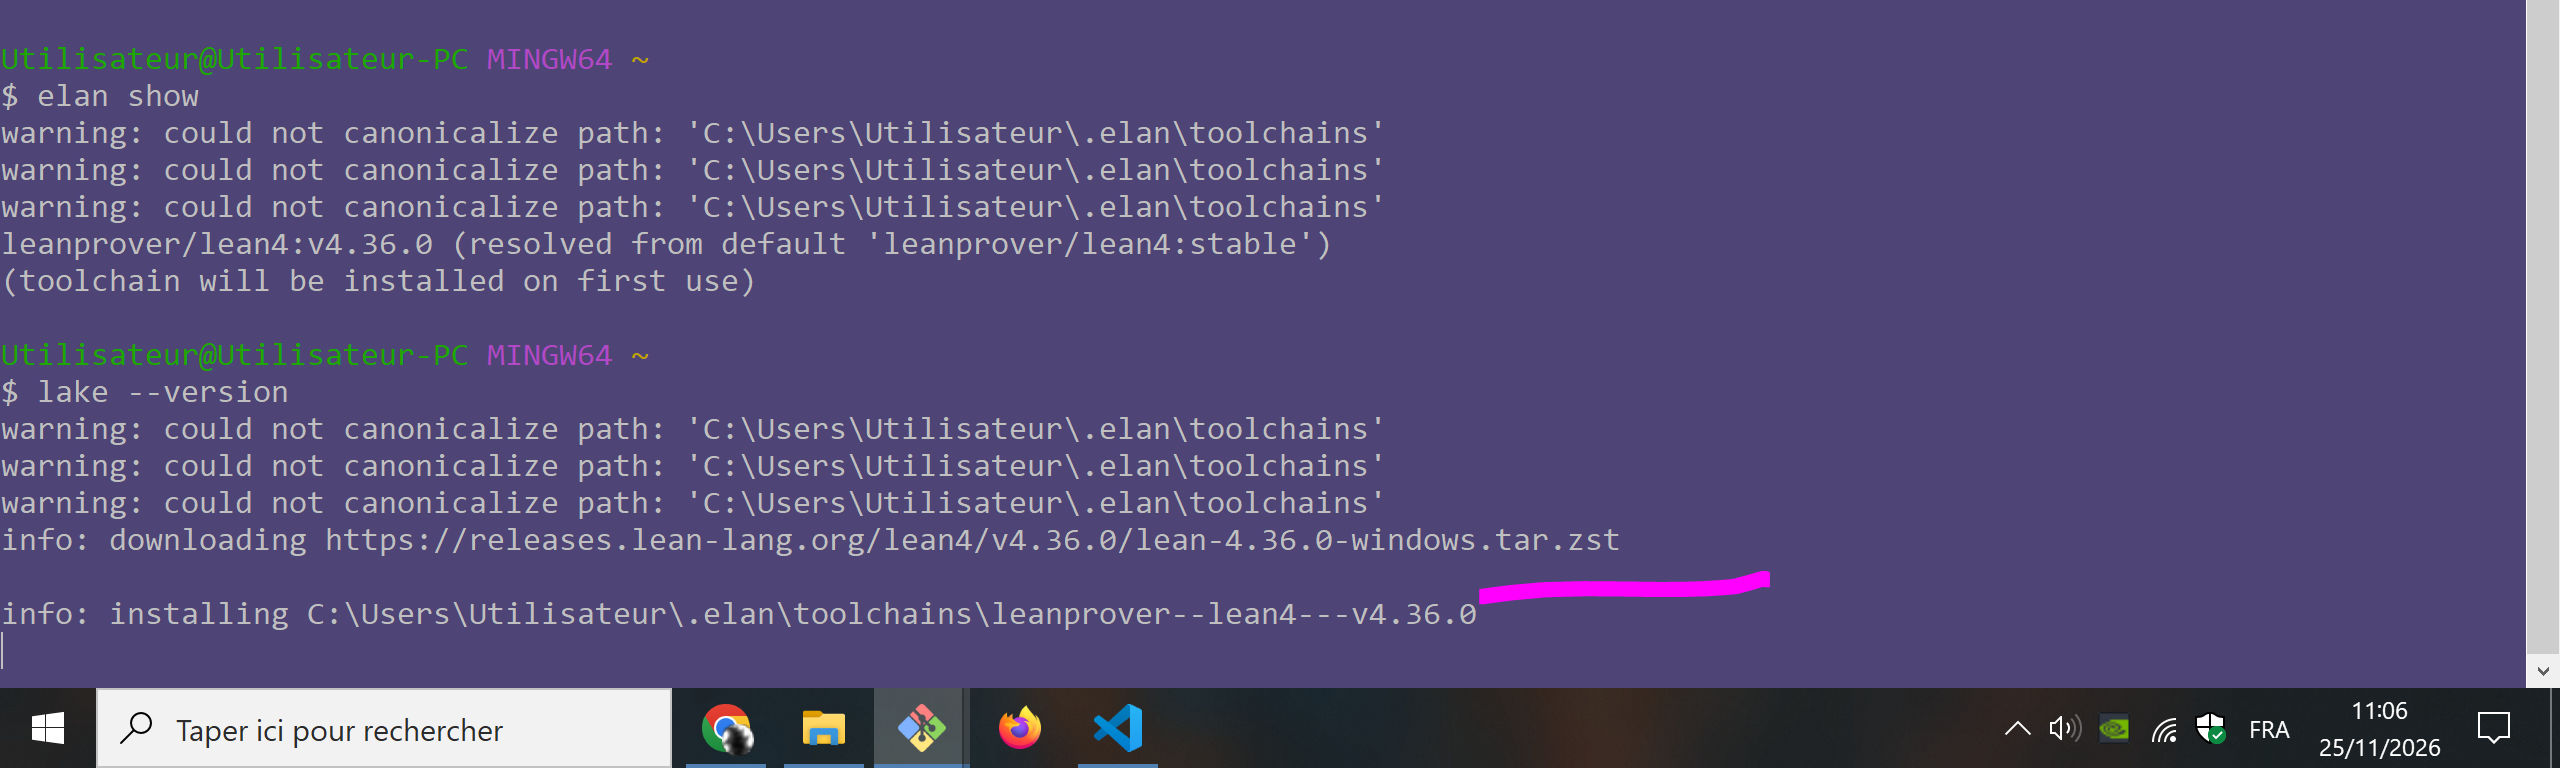 Utilisateur@Utilisateur-PC MINGW64 ~
$ elan show
warning: could not canonicalize path: 'C:\Users\Utilisateur\.elan\toolchains'
warning: could not canonicalize path: 'C:\Users\Utilisateur\.elan\toolchains'
warning: could not canonicalize path: 'C:\Users\Utilisateur\.elan\toolchains'
leanprover/lean4:v4.36.0 (resolved from default 'leanprover/lean4:stable')
(toolchain will be installed on first use)
Utilisateur@Utilisateur-PC MINGW64 ~
$ lake --version
warning: could not canonicalize path: 'C:\Users\Utilisateur\.elan\toolchains'
warning: could not canonicalize path: 'C:\Users\Utilisateur\.elan\toolchains'
warning: could not canonicalize path: 'C:\Users\Utilisateur\.elan\toolchains'
info: downloading https://releases.lean-lang.org/lean4/v4.36.0/lean-4.36.0-windows.tar.zst
info: installing C:\Users\Utilisateur\.elan\toolchains\leanprover--lean4---v4.36.0
Taper ici pour rechercher
FRA
11:06
25/11/2026